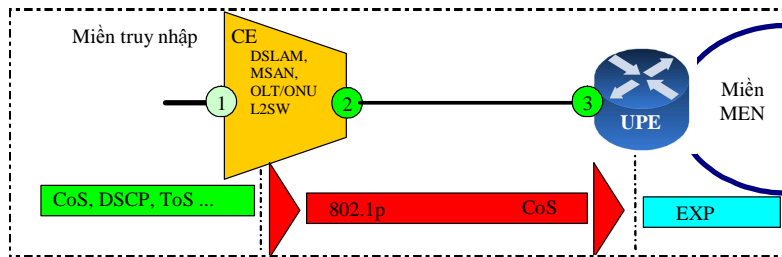 Miền truy nhập
CE
DSLAM,
MSAN,
OLT/ONU
L2SW
1
2
3
UPE
Miền
MEN
CoS, DSCP, ToS ...
802.1p
CoS
EXP